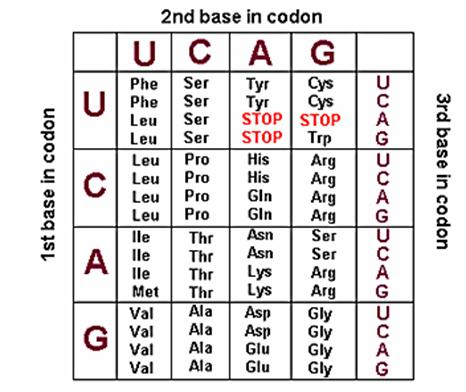 2nd base in codon
U C A G
1st base in codon
3rd base in codon
U
Phe Ser Tyr Cys U
Phe Ser Tyr Cys C
Leu Ser STOP STOP A
Leu Ser STOP Trp G
C
Leu Pro His Arg U
Leu Pro His Arg C
Leu Pro Gln Arg A
Leu Pro Gln Arg G
A
Ile Thr Asn Ser U
Ile Thr Asn Ser C
Ile Thr Lys Arg A
Met Thr Lys Arg G
G
Val Ala Asp Gly U
Val Ala Asp Gly C
Val Ala Glu Gly A
Val Ala Glu Gly G